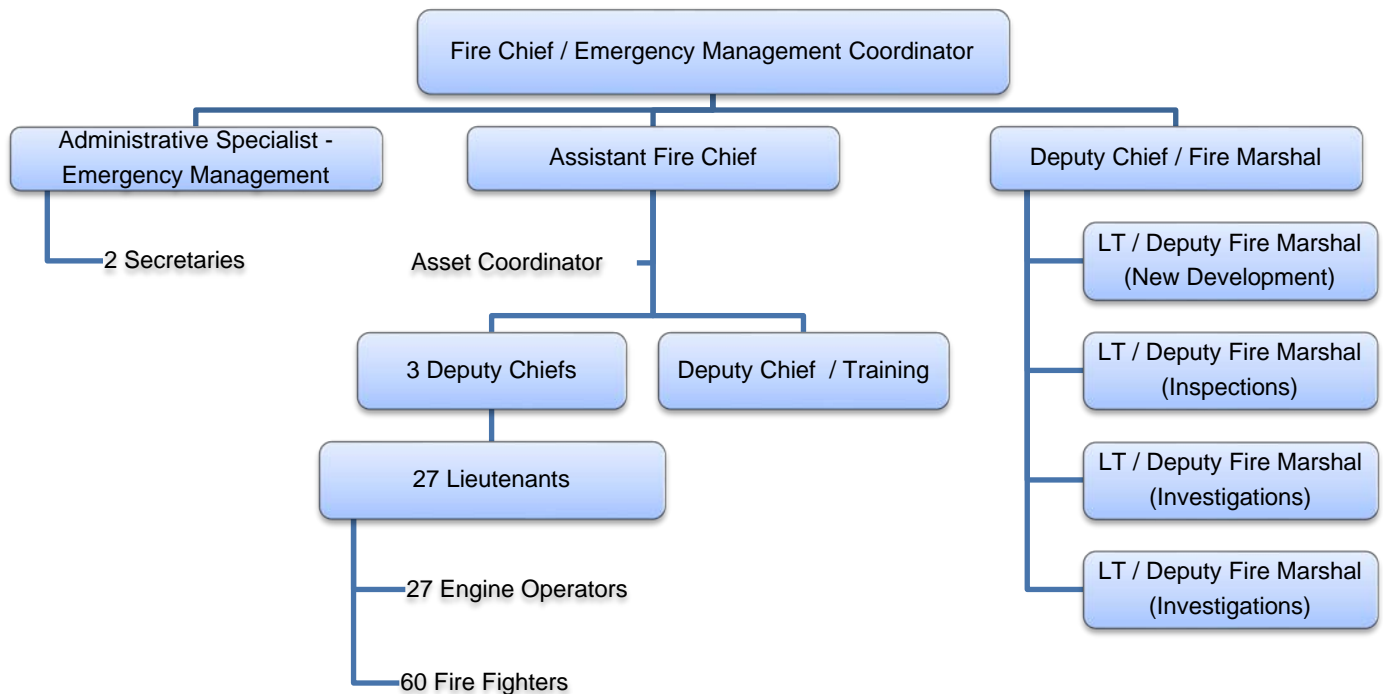 Fire Chief / Emergency Management Coordinator
Administrative Specialist -
Emergency Management
Assistant Fire Chief
Deputy Chief / Fire Marshal
2 Secretaries
Asset Coordinator
LT / Deputy Fire Marshal
(New Development)
3 Deputy Chiefs
Deputy Chief / Training
LT / Deputy Fire Marshal
(Inspections)
27 Lieutenants
LT / Deputy Fire Marshal
(Investigations)
27 Engine Operators
LT / Deputy Fire Marshal
(Investigations)
60 Fire Fighters